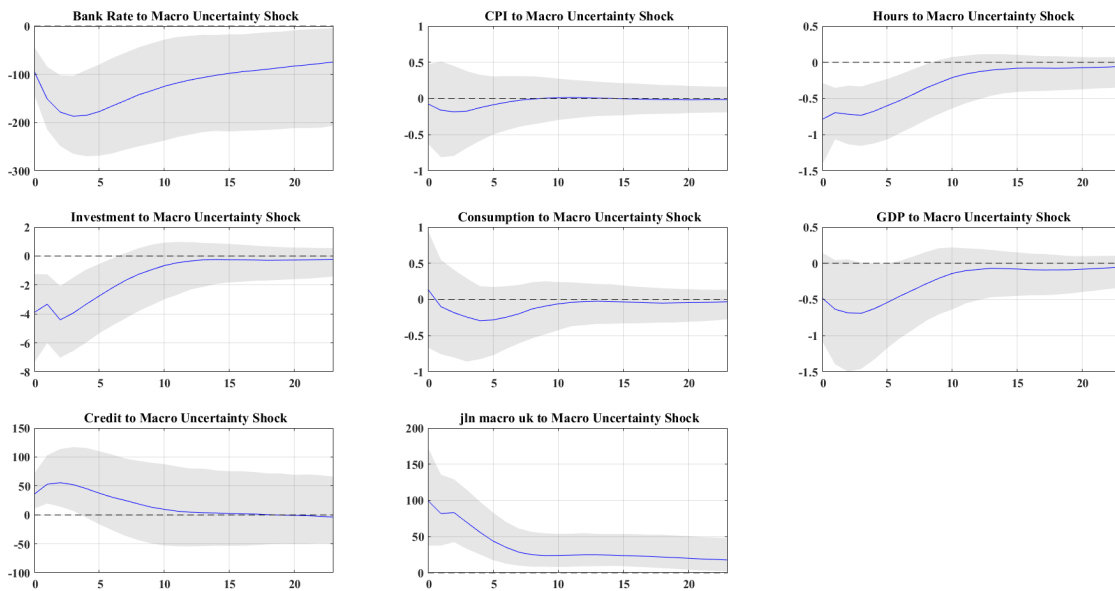 Bank Rate to Macro Uncertainty Shock
0
-100
-200
-300
0 5 10 15 20
CPI to Macro Uncertainty Shock
1
0.5
0
-0.5
-1
0 5 10 15 20
Hours to Macro Uncertainty Shock
0.5
0
-0.5
-1
-1.5
0 5 10 15 20
Investment to Macro Uncertainty Shock
2
0
-2
-4
-6
-8
0 5 10 15 20
Consumption to Macro Uncertainty Shock
1
0.5
0
-0.5
-1
0 5 10 15 20
GDP to Macro Uncertainty Shock
0.5
0
-0.5
-1
-1.5
0 5 10 15 20
Credit to Macro Uncertainty Shock
150
100
50
0
-50
-100
0 5 10 15 20
jln macro uk to Macro Uncertainty Shock
200
150
100
50
0
0 5 10 15 20